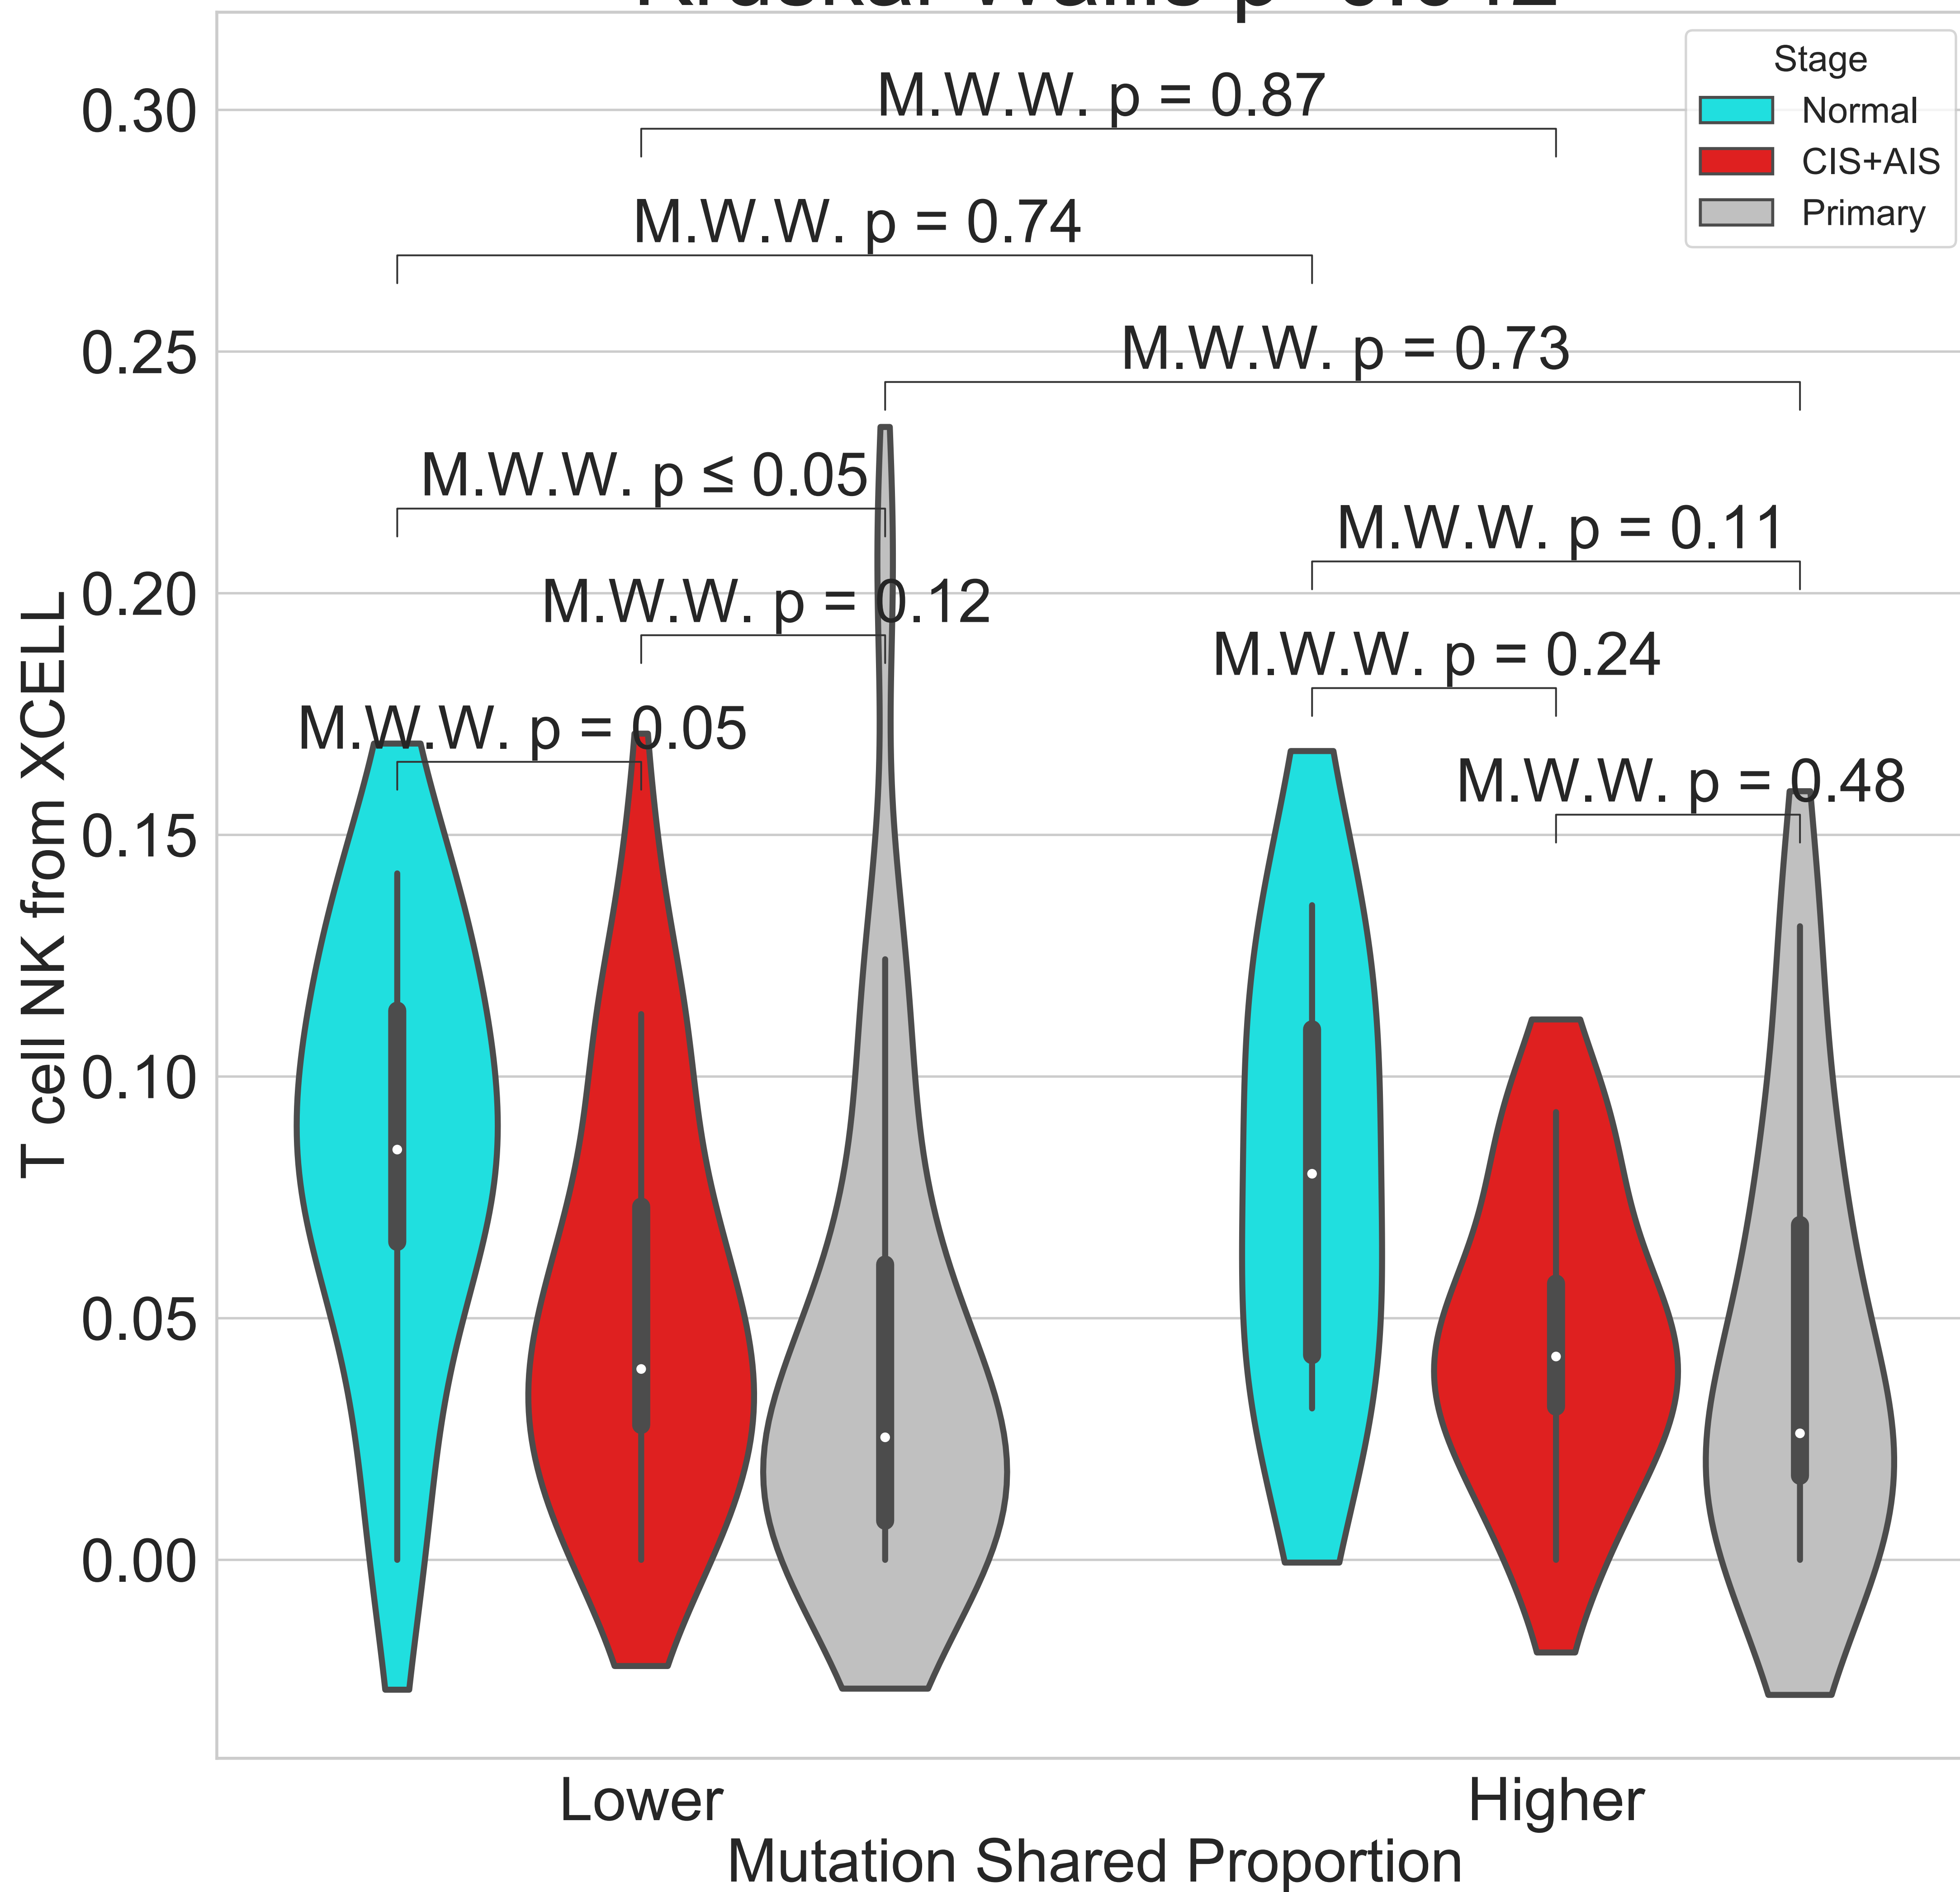 Stage
Normal
CIS+AIS
Primary
M.W.W. p = 0.87
M.W.W. p = 0.74
M.W.W. p = 0.73
M.W.W. p ≤ 0.05
M.W.W. p = 0.11
M.W.W. p = 0.12
M.W.W. p = 0.24
M.W.W. p = 0.05
M.W.W. p = 0.48
0.30
0.25
0.20
0.15
0.10
0.05
0.00
T cell NK from XCELL
Lower
Higher
Mutation Shared Proportion